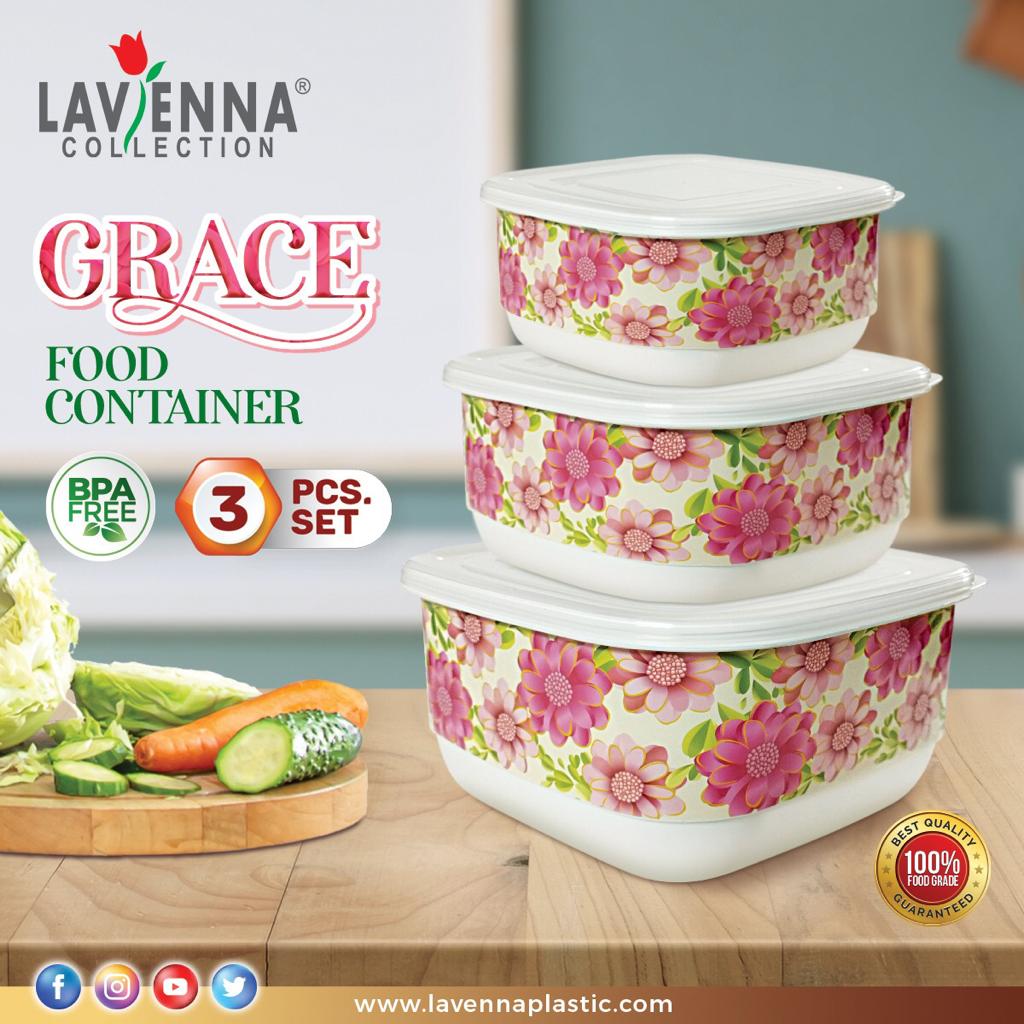 LAVENNA®
COLLECTION
GRACE
FOOD
CONTAINER
BPA
FREE
3
PCS.
SET
BEST QUALITY
100%
FOOD GRADE
GUARANTEED
www.lavennaplastic.com